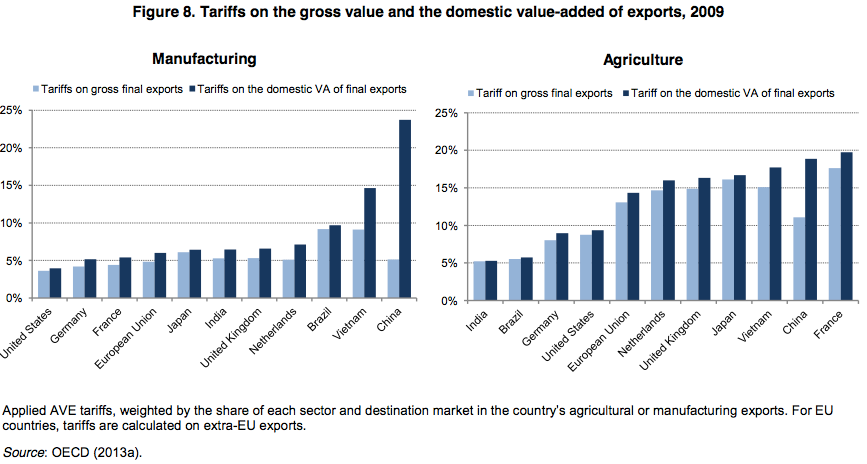 Figure 8. Tariffs on the gross value and the domestic value-added of exports, 2009
Manufacturing
Tariffs on gross final exports
Tariffs on the domestic VA of final exports
25%
20%
15%
10%
5%
0%
United States
Germany
France
European Union
Japan
India
United Kingdom
Netherlands
Brazil
Vietnam
China
Agriculture
Tariff on gross final exports
Tariff on the domestic VA of final exports
25%
20%
15%
10%
5%
0%
India
Brazil
Germany
United States
European Union
Netherlands
United Kingdom
Japan
Vietnam
China
France
Applied AVE tariffs, weighted by the share of each sector and destination market in the country's agricultural or manufacturing exports. For EU
countries, tariffs are calculated on extra-EU exports.
Source: OECD (2013a).